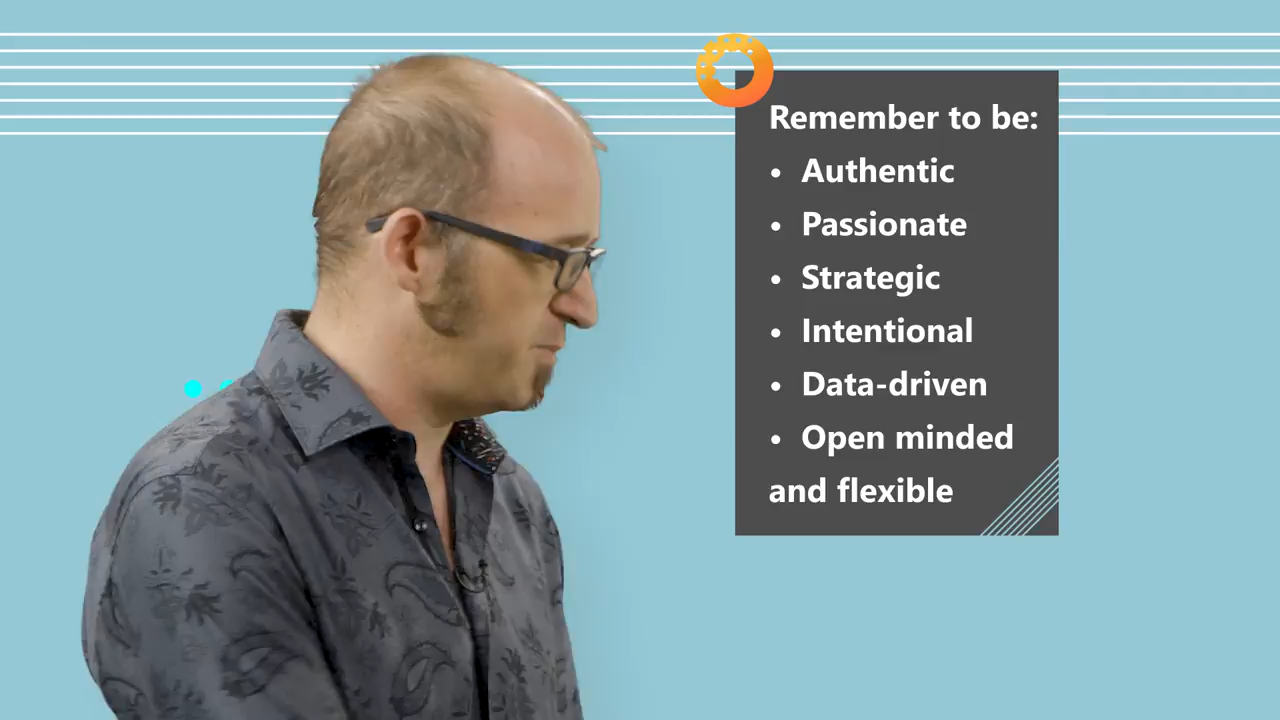 Remember to be:
• Authentic
• Passionate
• Strategic
• Intentional
• Data-driven
• Open minded
and flexible